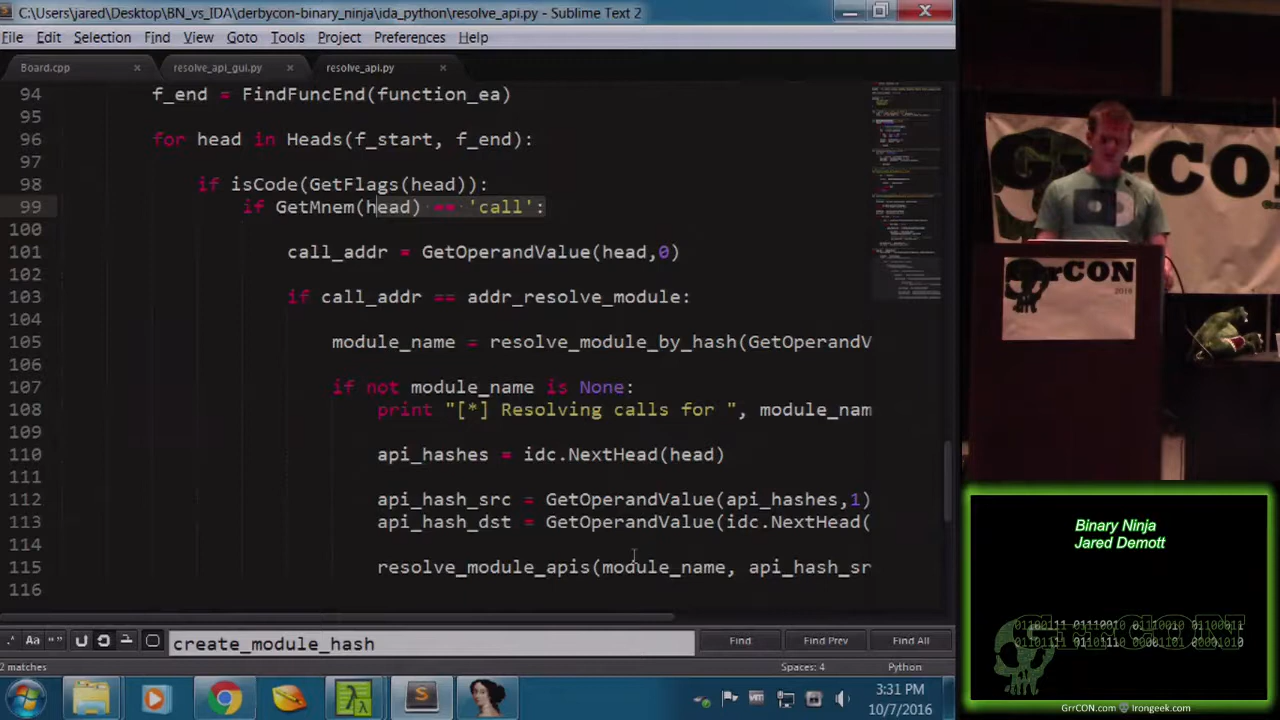 C:\Users\jared\Desktop\BN_vs_IDA\derbycon-binary_ninja\ida_python\resolve_api.py - Sublime Text 2
File Edit Selection Find View Goto Tools Project Preferences Help
Board.cpp
resolve_api_gui.py
resolve_api.py
94 f_end = FindFuncEnd(function_ea)
95
96 for head in Heads(f_start, f_end):
97
98 if isCode(GetFlags(head)):
99 if GetMnem(head) == 'call':
100
101 call_addr = GetOperandValue(head,0)
102
103 if call_addr == addr_resolve_module:
104
105 module_name = resolve_module_by_hash(GetOperandV
106
107 if not module_name is None:
108 print "[*] Resolving calls for ", module_nam
109
110 api_hashes = idc.NextHead(head)
111
112 api_hash_src = GetOperandValue(api_hashes,1)
113 api_hash_dst = GetOperandValue(idc.NextHead(
114
115 resolve_module_apis(module_name, api_hash_sr
116
.* Aa “” create_module_hash Find Find Prev Find All
2 matches Spaces: 4 Python
3:31 PM
10/7/2016
GrrCON
GrrCON
2016
Binary Ninja
Jared Demott
GrrCON
GrrCON.com Irongeek.com